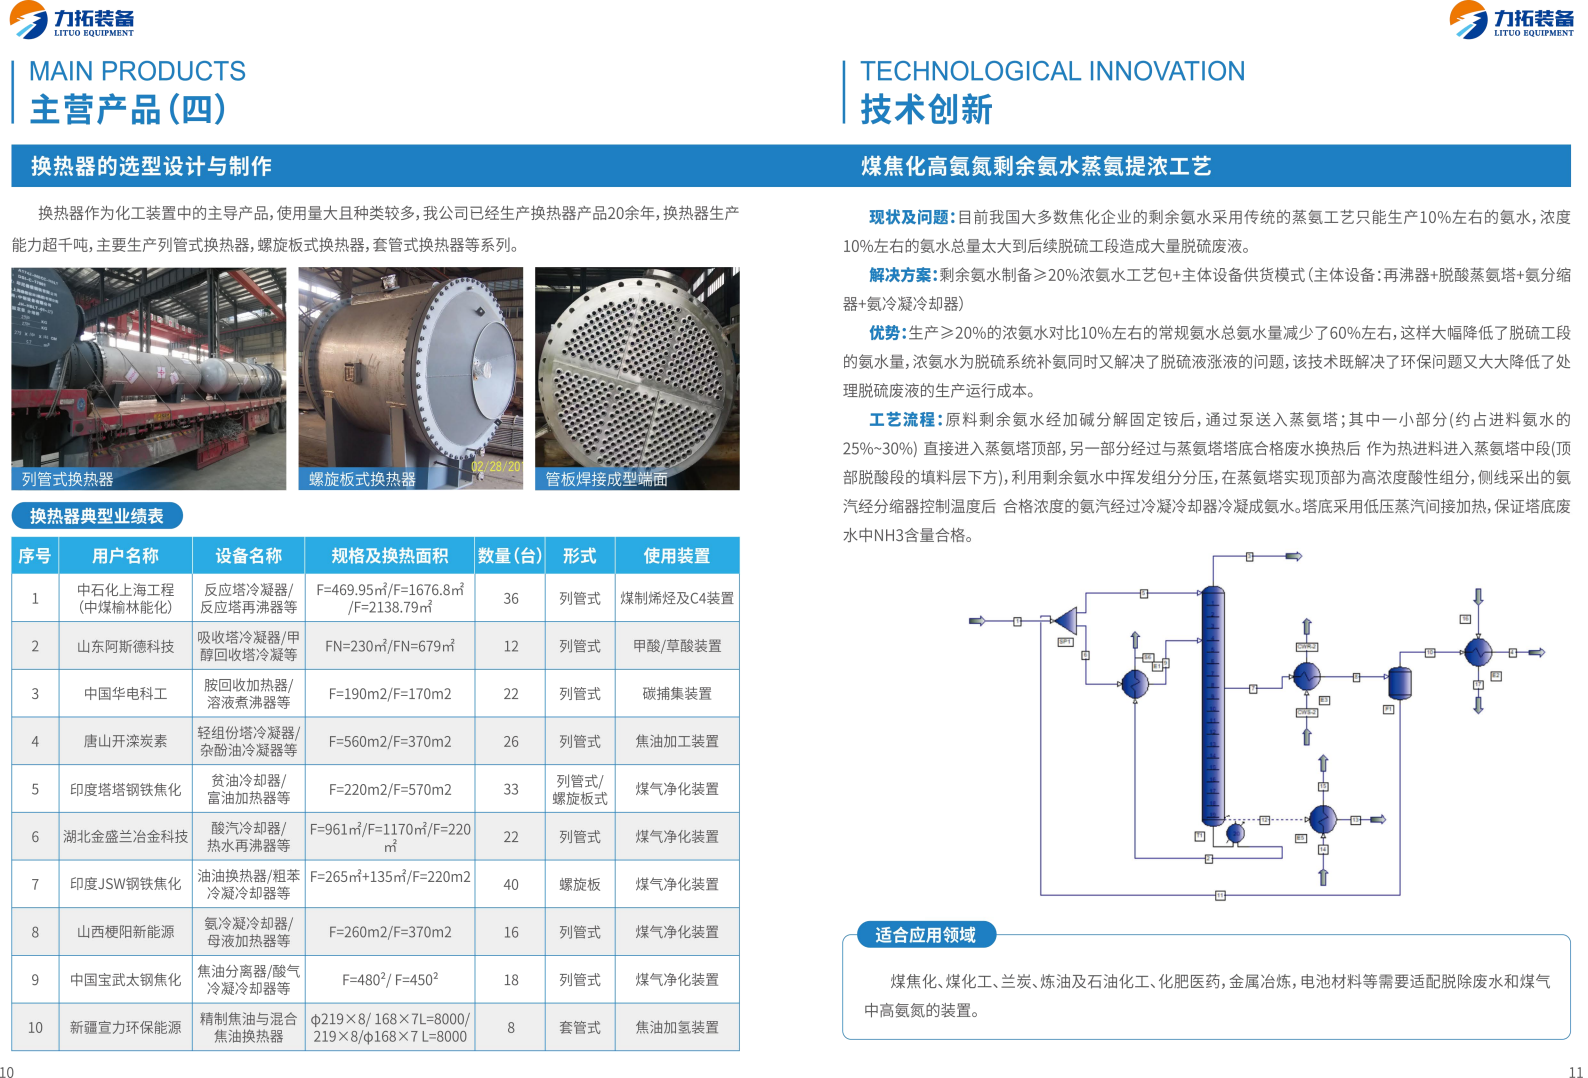 力拓装备
LITUO EQUIPMENT
MAIN PRODUCTS
主营产品（四）
换热器的选型设计与制作
换热器作为化工装置中的主导产品，使用量大且种类较多，我公司已经生产换热器产品20余年，换热器生产
能力超千吨，主要生产列管式换热器，螺旋板式换热器，套管式换热器等系列。
列管式换热器
螺旋板式换热器
02/28/20
管板焊接成型端面
换热器典型业绩表
序号 用户名称 设备名称 规格及换热面积 数量（台） 形式 使用装置
1 中石化上海工程（中煤榆林能化） 反应塔冷凝器/反应塔再沸器等 F=469.95㎡/F=1676.8㎡/F=2138.79㎡ 36 列管式 煤制烯烃及C4装置
2 山东阿斯德科技 吸收塔冷凝器/甲醇回收塔冷凝等 FN=230㎡/FN=679㎡ 12 列管式 甲酸/草酸装置
3 中国华电科工 胺回收加热器/溶液煮沸器等 F=190m2/F=170m2 22 列管式 碳捕集装置
4 唐山开滦炭素 轻组份塔冷凝器/杂酚油冷凝器等 F=560m2/F=370m2 26 列管式 焦油加工装置
5 印度塔塔钢铁焦化 贫油冷却器/富油加热器等 F=220m2/F=570m2 33 列管式/螺旋板式 煤气净化装置
6 湖北金盛兰冶金科技 酸汽冷却器/热水再沸器等 F=961㎡/F=1170㎡/F=220㎡ 22 列管式 煤气净化装置
7 印度JSW钢铁焦化 油油换热器/粗苯冷凝冷却器等 F=265㎡+135㎡/F=220m2 40 螺旋板 煤气净化装置
8 山西梗阳新能源 氨冷凝冷却器/母液加热器等 F=260m2/F=370m2 16 列管式 煤气净化装置
9 中国宝武太钢焦化 焦油分离器/酸气冷凝冷却器等 F=480²/ F=450² 18 列管式 煤气净化装置
10 新疆宣力环保能源 精制焦油与混合焦油换热器 φ219×8/ 168×7L=8000/219×8/φ168×7 L=8000 8 套管式 焦油加氢装置
10
力拓装备
LITUO EQUIPMENT
TECHNOLOGICAL INNOVATION
技术创新
煤焦化高氨氮剩余氨水蒸氨提浓工艺
现状及问题：目前我国大多数焦化企业的剩余氨水采用传统的蒸氨工艺只能生产10%左右的氨水，浓度
10%左右的氨水总量太大到后续脱硫工段造成大量脱硫废液。
解决方案：剩余氨水制备≥20%浓氨水工艺包+主体设备供货模式（主体设备：再沸器+脱酸蒸氨塔+氨分缩
器+氨冷凝冷却器）
优势：生产≥20%的浓氨水对比10%左右的常规氨水总氨水量减少了60%左右，这样大幅降低了脱硫工段
的氨水量，浓氨水为脱硫系统补氨同时又解决了脱硫液涨液的问题，该技术既解决了环保问题又大大降低了处
理脱硫废液的生产运行成本。
工艺流程：原料剩余氨水经加碱分解固定铵后，通过泵送入蒸氨塔；其中一小部分(约占进料氨水的
25%~30%) 直接进入蒸氨塔顶部，另一部分经过与蒸氨塔塔底合格废水换热后 作为热进料进入蒸氨塔中段(顶
部脱酸段的填料层下方)，利用剩余氨水中挥发组分分压，在蒸氨塔实现顶部为高浓度酸性组分，侧线采出的氨
汽经分缩器控制温度后 合格浓度的氨汽经过冷凝冷却器冷凝成氨水。塔底采用低压蒸汽间接加热，保证塔底废
水中NH3含量合格。
适合应用领域
煤焦化、煤化工、兰炭、炼油及石油化工、化肥医药，金属冶炼，电池材料等需要适配脱除废水和煤气
中高氨氮的装置。
11